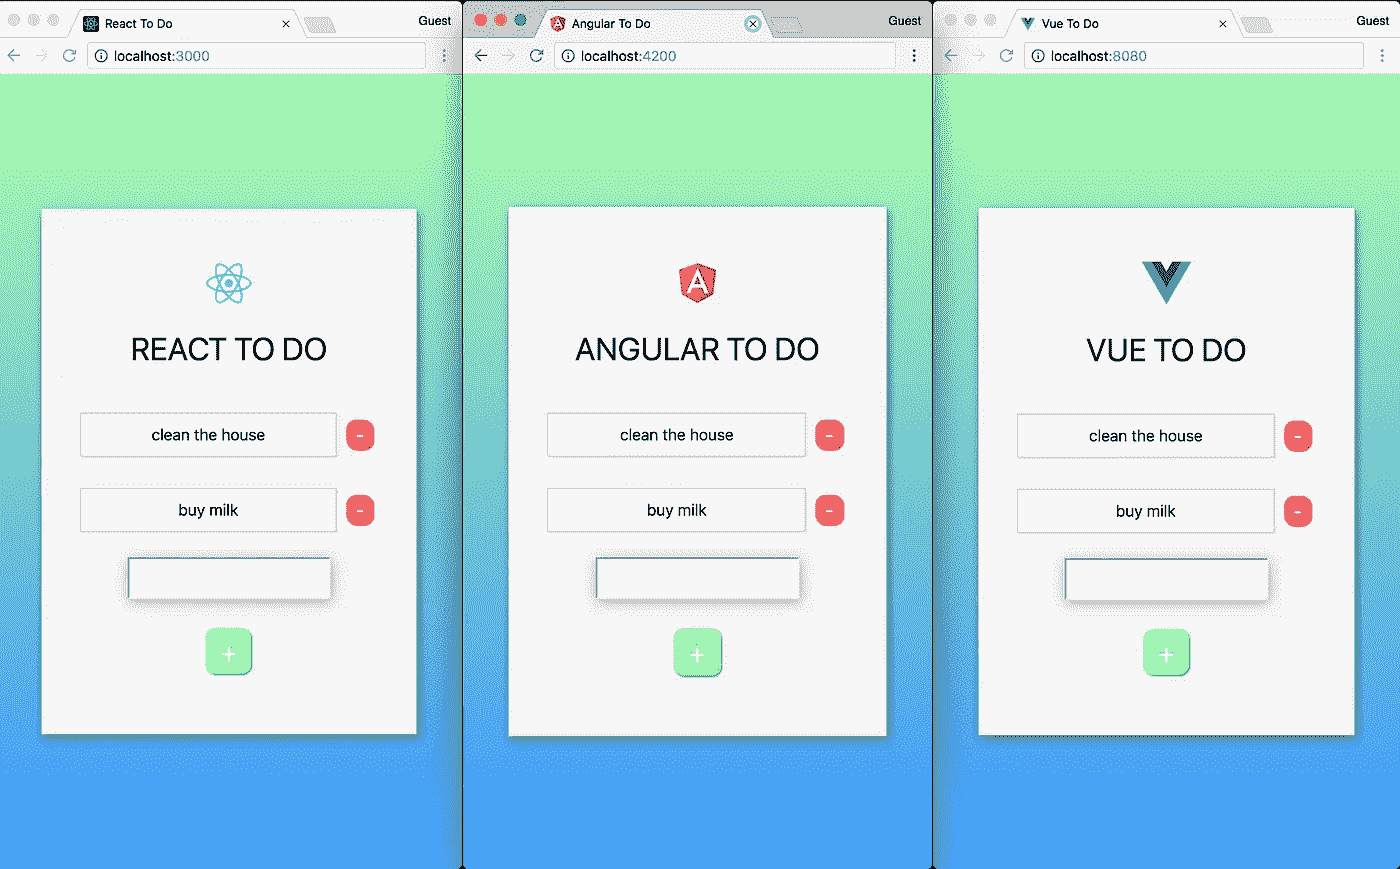 React To Do
Guest
localhost:3000
REACT TO DO
clean the house
-
buy milk
-
+
Angular To Do
Guest
localhost:4200
A
ANGULAR TO DO
clean the house
-
buy milk
-
+
Vue To Do
Guest
localhost:8080
VUE TO DO
clean the house
-
buy milk
-
+